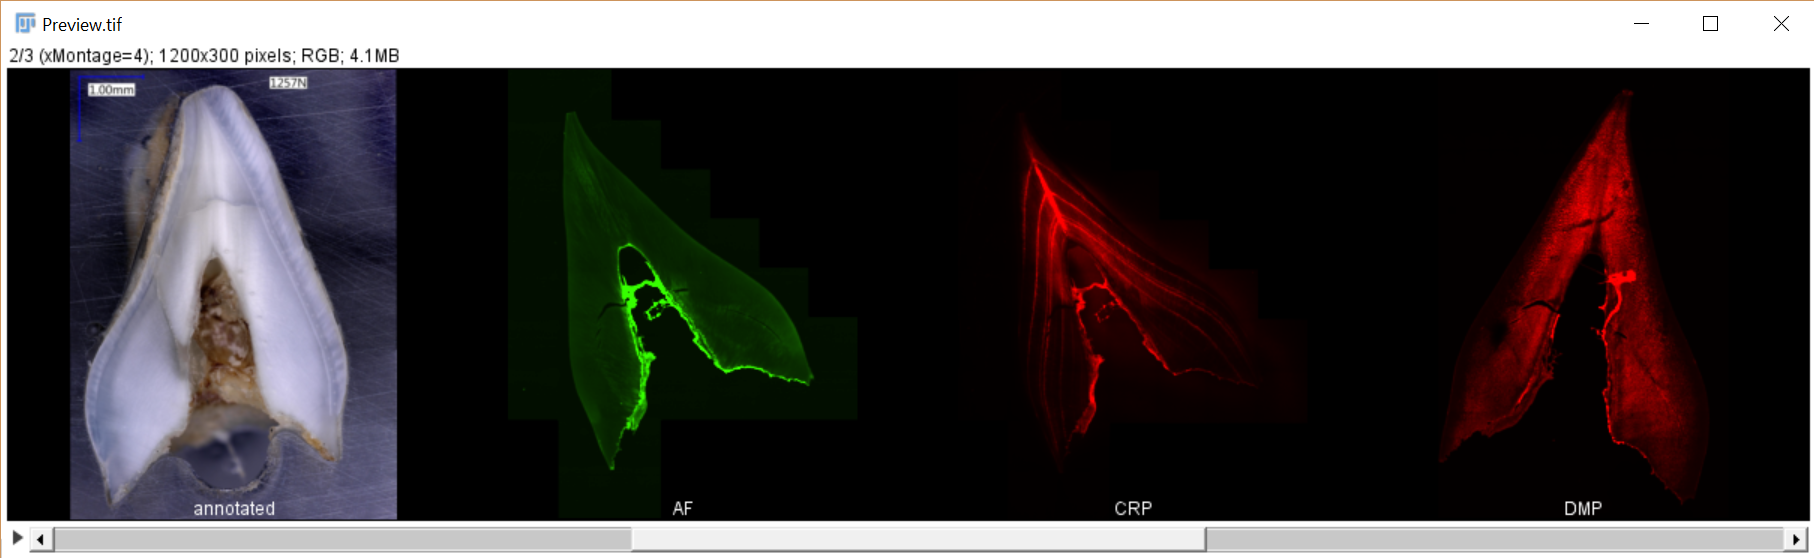 Preview.tif
2/3 (xMontage=4); 1200x300 pixels; RGB; 4.1MB
1.00mm
1257N
annotated
AF
CRP
DMP